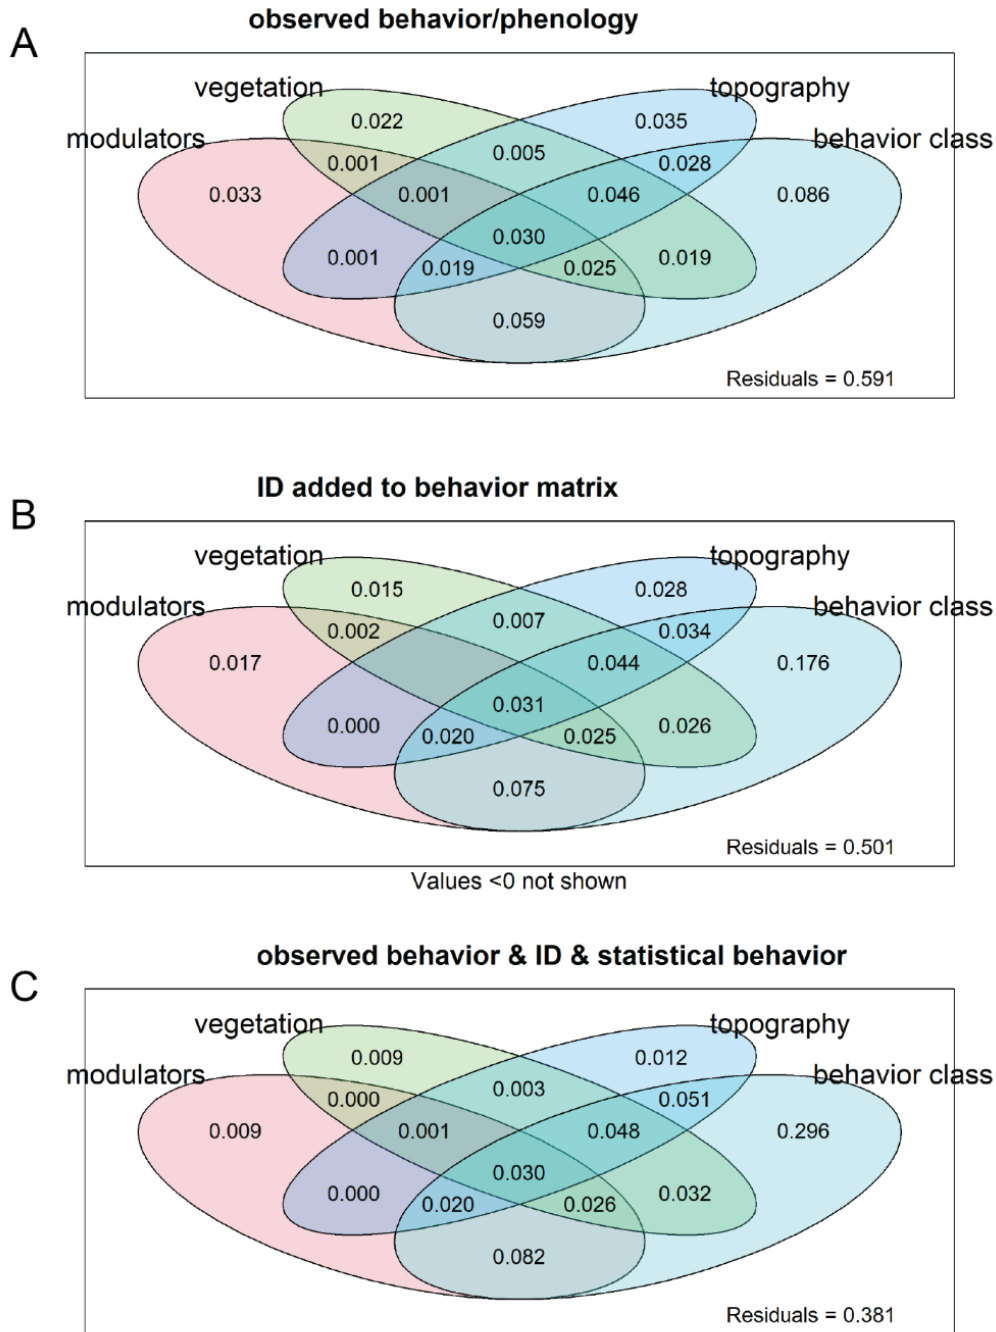 A
observed behavior/phenology
vegetation
topography
modulators
behavior class
0.022
0.035
0.001
0.005
0.028
0.033
0.001
0.046
0.086
0.030
0.001
0.019
0.025
0.019
0.059
Residuals = 0.591
B
ID added to behavior matrix
vegetation
topography
modulators
behavior class
0.015
0.028
0.002
0.007
0.034
0.017
0.044
0.176
0.031
0.000
0.020
0.025
0.026
0.075
Residuals = 0.501
Values <0 not shown
C
observed behavior & ID & statistical behavior
vegetation
topography
modulators
behavior class
0.009
0.012
0.000
0.003
0.051
0.009
0.001
0.048
0.296
0.030
0.000
0.020
0.026
0.032
0.082
Residuals = 0.381